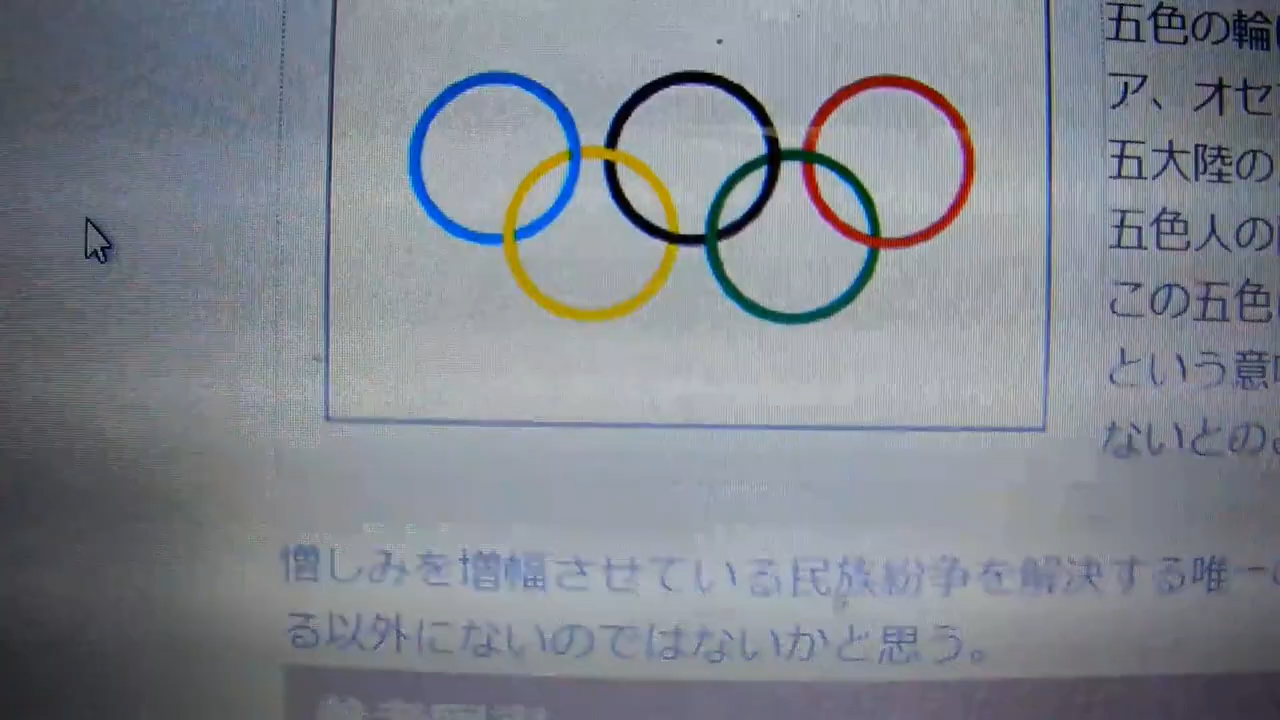 五色の輪
ア、オセ
五大陸の
五色人の
この五色
という意
ないとの
憎しみを増幅させている民族紛争を解決する唯一
る以外にないのではないかと思う。